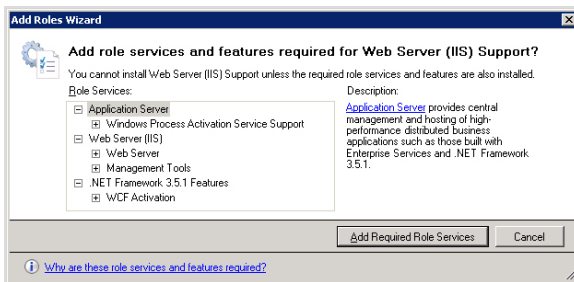 Add Roles Wizard
Add role services and features required for Web Server (IIS) Support?
You cannot install Web Server (IIS) Support unless the required role services and features are also installed.
Role Services:
Application Server
Windows Process Activation Service Support
Web Server (IIS)
Web Server
Management Tools
.NET Framework 3.5.1 Features
WCF Activation
Description:
Application Server provides central
management and hosting of high-
performance distributed business
applications such as those built with
Enterprise Services and .NET Framework
3.5.1.
Add Required Role Services
Cancel
Why are these role services and features required?